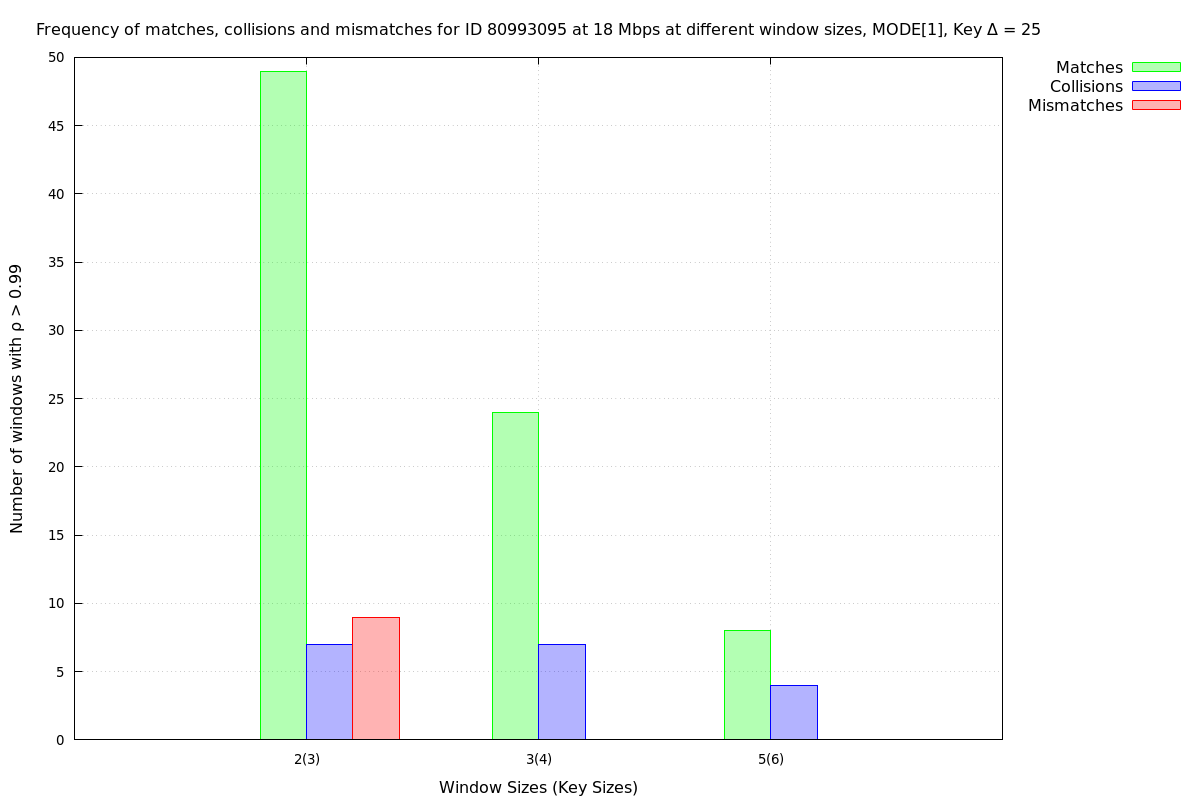 Frequency of matches, collisions and mismatches for ID 80993095 at 18 Mbps at different window sizes, MODE[1], Key Δ = 25
Matches
Collisions
Mismatches
Number of windows with ρ > 0.99
50
45
40
35
30
25
20
15
10
5
0
2(3)
3(4)
5(6)
Window Sizes (Key Sizes)